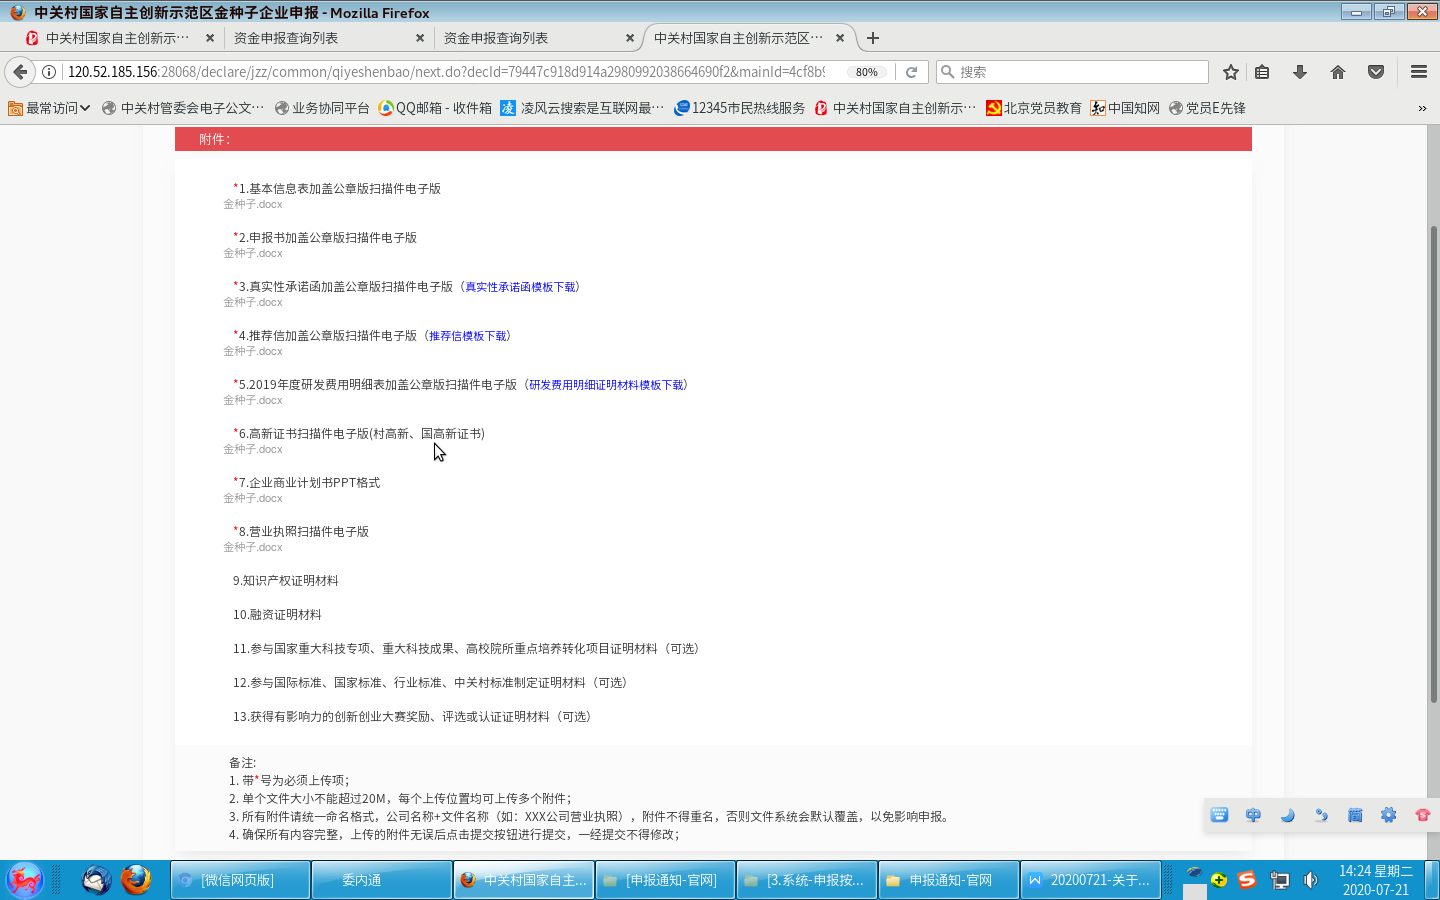 中关村国家自主创新示范区金种子企业申报 - Mozilla Firefox
中关村国家自主创新示⋯ 资金申报查询列表 资金申报查询列表 中关村国家自主创新示范区⋯
120.52.185.156:28068/declare/jzz/common/qiyeshenbao/next.do?decId=79447c918d914a2980992038664690f2&mainId=4cf8b9 80% 搜索
最常访问 中关村管委会电子公文⋯ 业务协同平台 QQ邮箱 - 收件箱 凌风云搜索是互联网最⋯ 12345市民热线服务 中关村国家自主创新示⋯ 北京党员教育 中国知网 党员E先锋 »
附件：
*1.基本信息表加盖公章版扫描件电子版
金种子.docx
*2.申报书加盖公章版扫描件电子版
金种子.docx
*3.真实性承诺函加盖公章版扫描件电子版（真实性承诺函模板下载）
金种子.docx
*4.推荐信加盖公章版扫描件电子版（推荐信模板下载）
金种子.docx
*5.2019年度研发费用明细表加盖公章版扫描件电子版（研发费用明细证明材料模板下载）
金种子.docx
*6.高新证书扫描件电子版(村高新、国高新证书)
金种子.docx
*7.企业商业计划书PPT格式
金种子.docx
*8.营业执照扫描件电子版
金种子.docx
9.知识产权证明材料
10.融资证明材料
11.参与国家重大科技专项、重大科技成果、高校院所重点培养转化项目证明材料（可选）
12.参与国际标准、国家标准、行业标准、中关村标准制定证明材料（可选）
13.获得有影响力的创新创业大赛奖励、评选或认证证明材料（可选）
备注:
1. 带*号为必须上传项；
2. 单个文件大小不能超过20M，每个上传位置均可上传多个附件；
3. 所有附件请统一命名格式，公司名称+文件名称（如：XXX公司营业执照），附件不得重名，否则文件系统会默认覆盖，以免影响申报。
4. 确保所有内容完整，上传的附件无误后点击提交按钮进行提交，一经提交不得修改；
中 简
[微信网页版] 委内通 中关村国家自主... [申报通知-官网] [3.系统-申报按... 申报通知-官网 20200721-关于... 14:24 星期二
2020-07-21